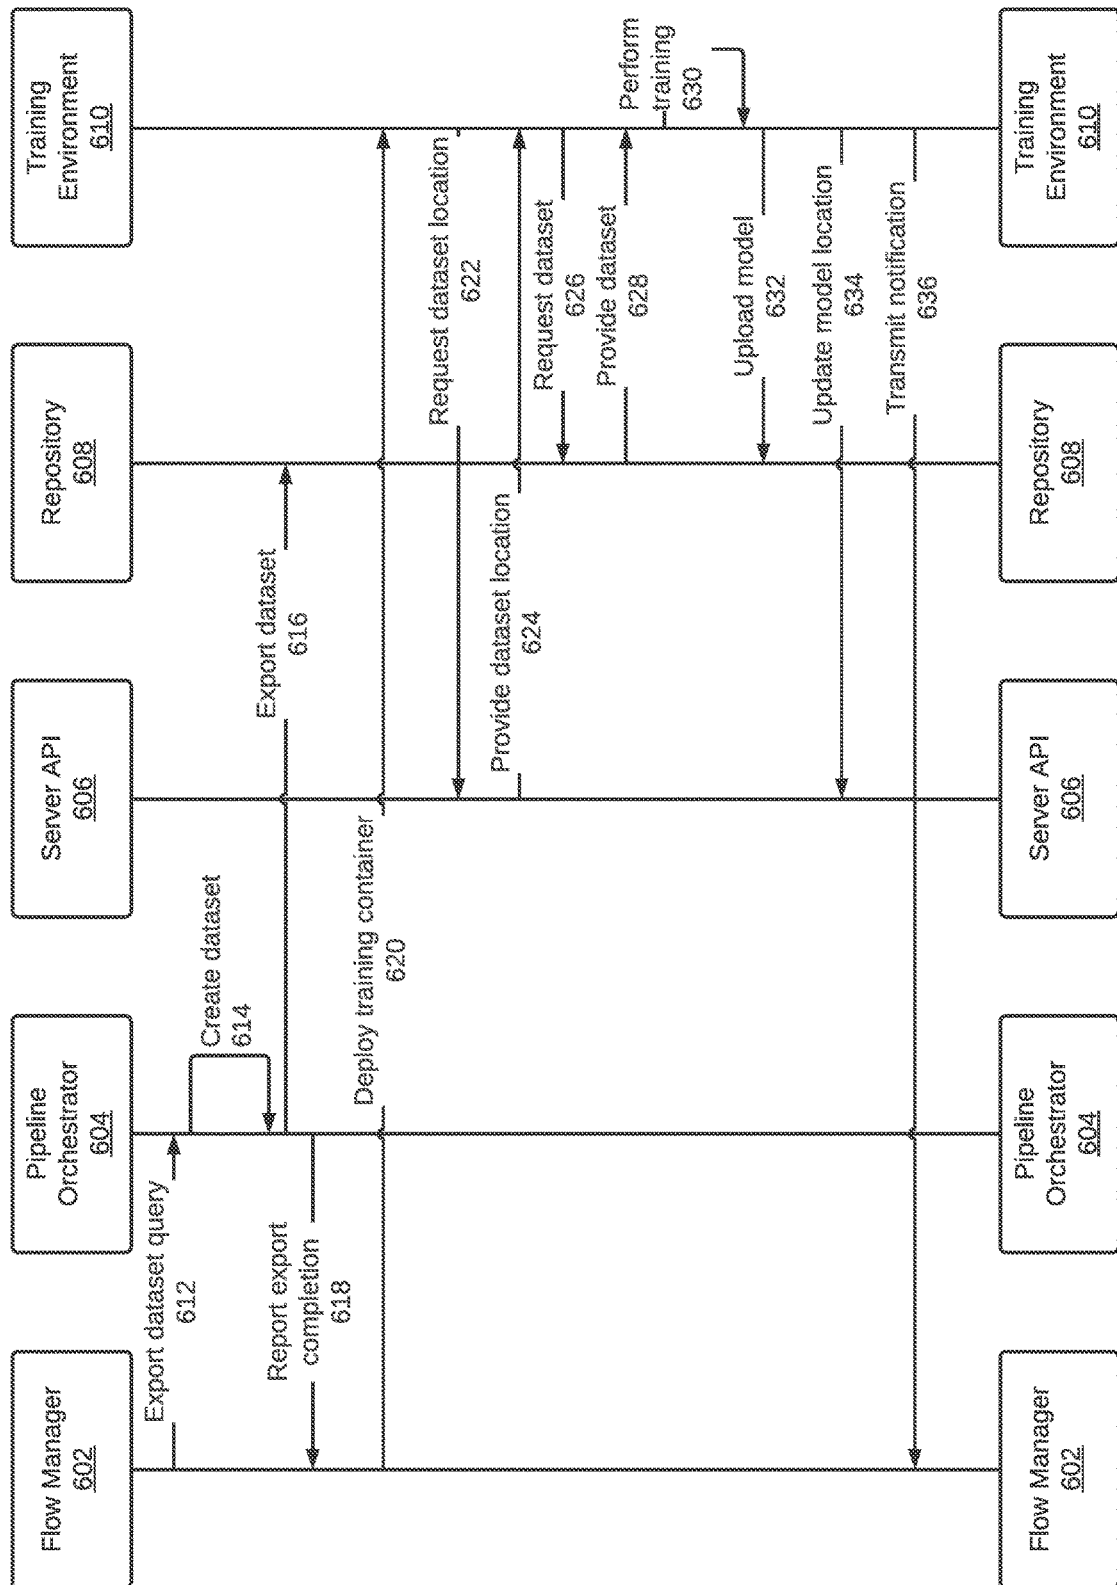 Flow Manager
602
Pipeline
Orchestrator
604
Server API
606
Repository
608
Training
Environment
610
Export dataset query
612
Create dataset
614
Export dataset
616
Report export
completion
618
Deploy training container
620
Request dataset location
622
Provide dataset location
624
Request dataset
626
Provide dataset
628
Perform
training
630
Upload model
632
Update model location
634
Transmit notification
636
Flow Manager
602
Pipeline
Orchestrator
604
Server API
606
Repository
608
Training
Environment
610